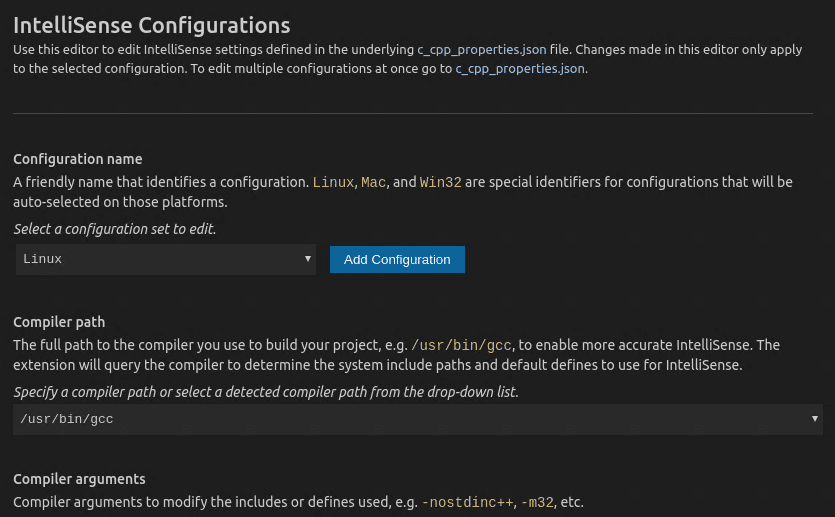 IntelliSense Configurations
Use this editor to edit IntelliSense settings defined in the underlying c_cpp_properties.json file. Changes made in this editor only apply
to the selected configuration. To edit multiple configurations at once go to c_cpp_properties.json.
Configuration name
A friendly name that identifies a configuration. Linux, Mac, and Win32 are special identifiers for configurations that will be
auto-selected on those platforms.
Select a configuration set to edit.
Linux
Add Configuration
Compiler path
The full path to the compiler you use to build your project, e.g. /usr/bin/gcc, to enable more accurate IntelliSense. The
extension will query the compiler to determine the system include paths and default defines to use for IntelliSense.
Specify a compiler path or select a detected compiler path from the drop-down list.
/usr/bin/gcc
Compiler arguments
Compiler arguments to modify the includes or defines used, e.g. -nostdinc++, -m32, etc.